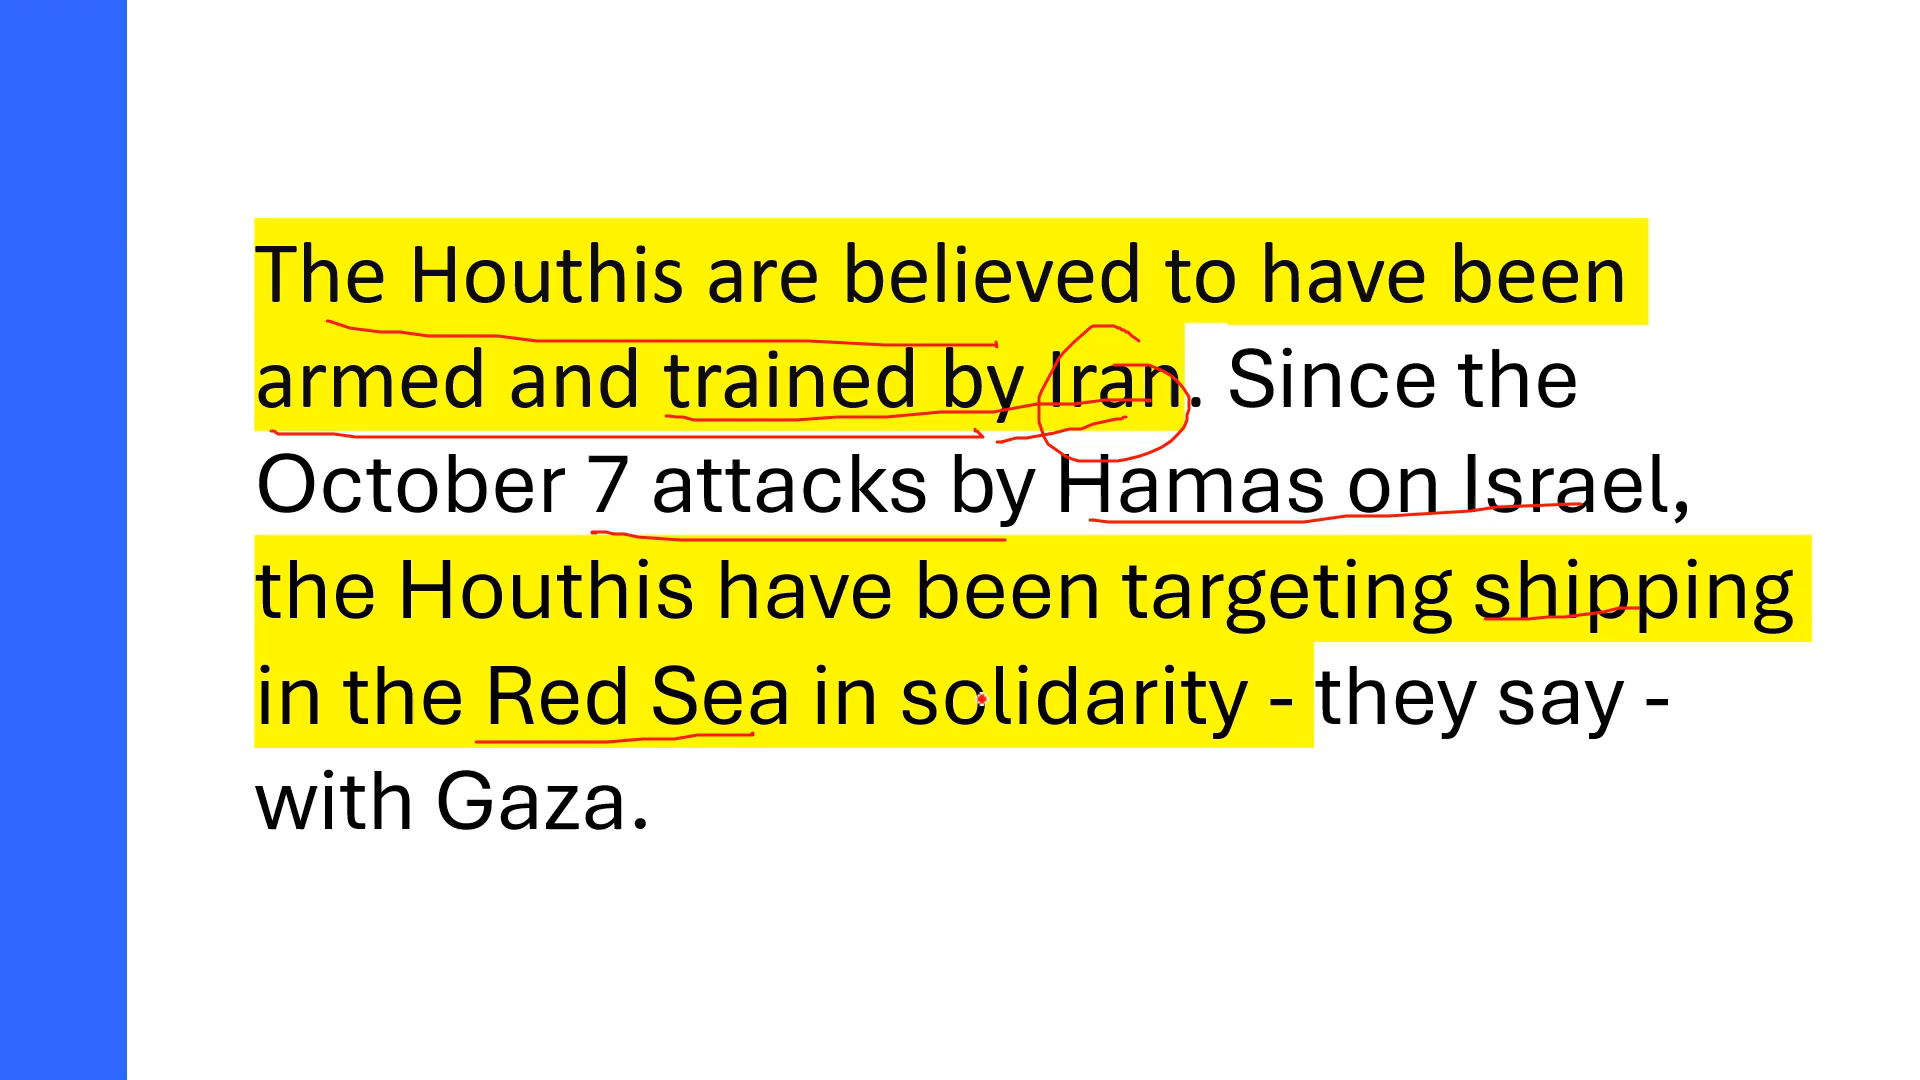 The Houthis are believed to have been
armed and trained by Iran. Since the
October 7 attacks by Hamas on Israel,
the Houthis have been targeting shipping
in the Red Sea in solidarity - they say -
with Gaza.